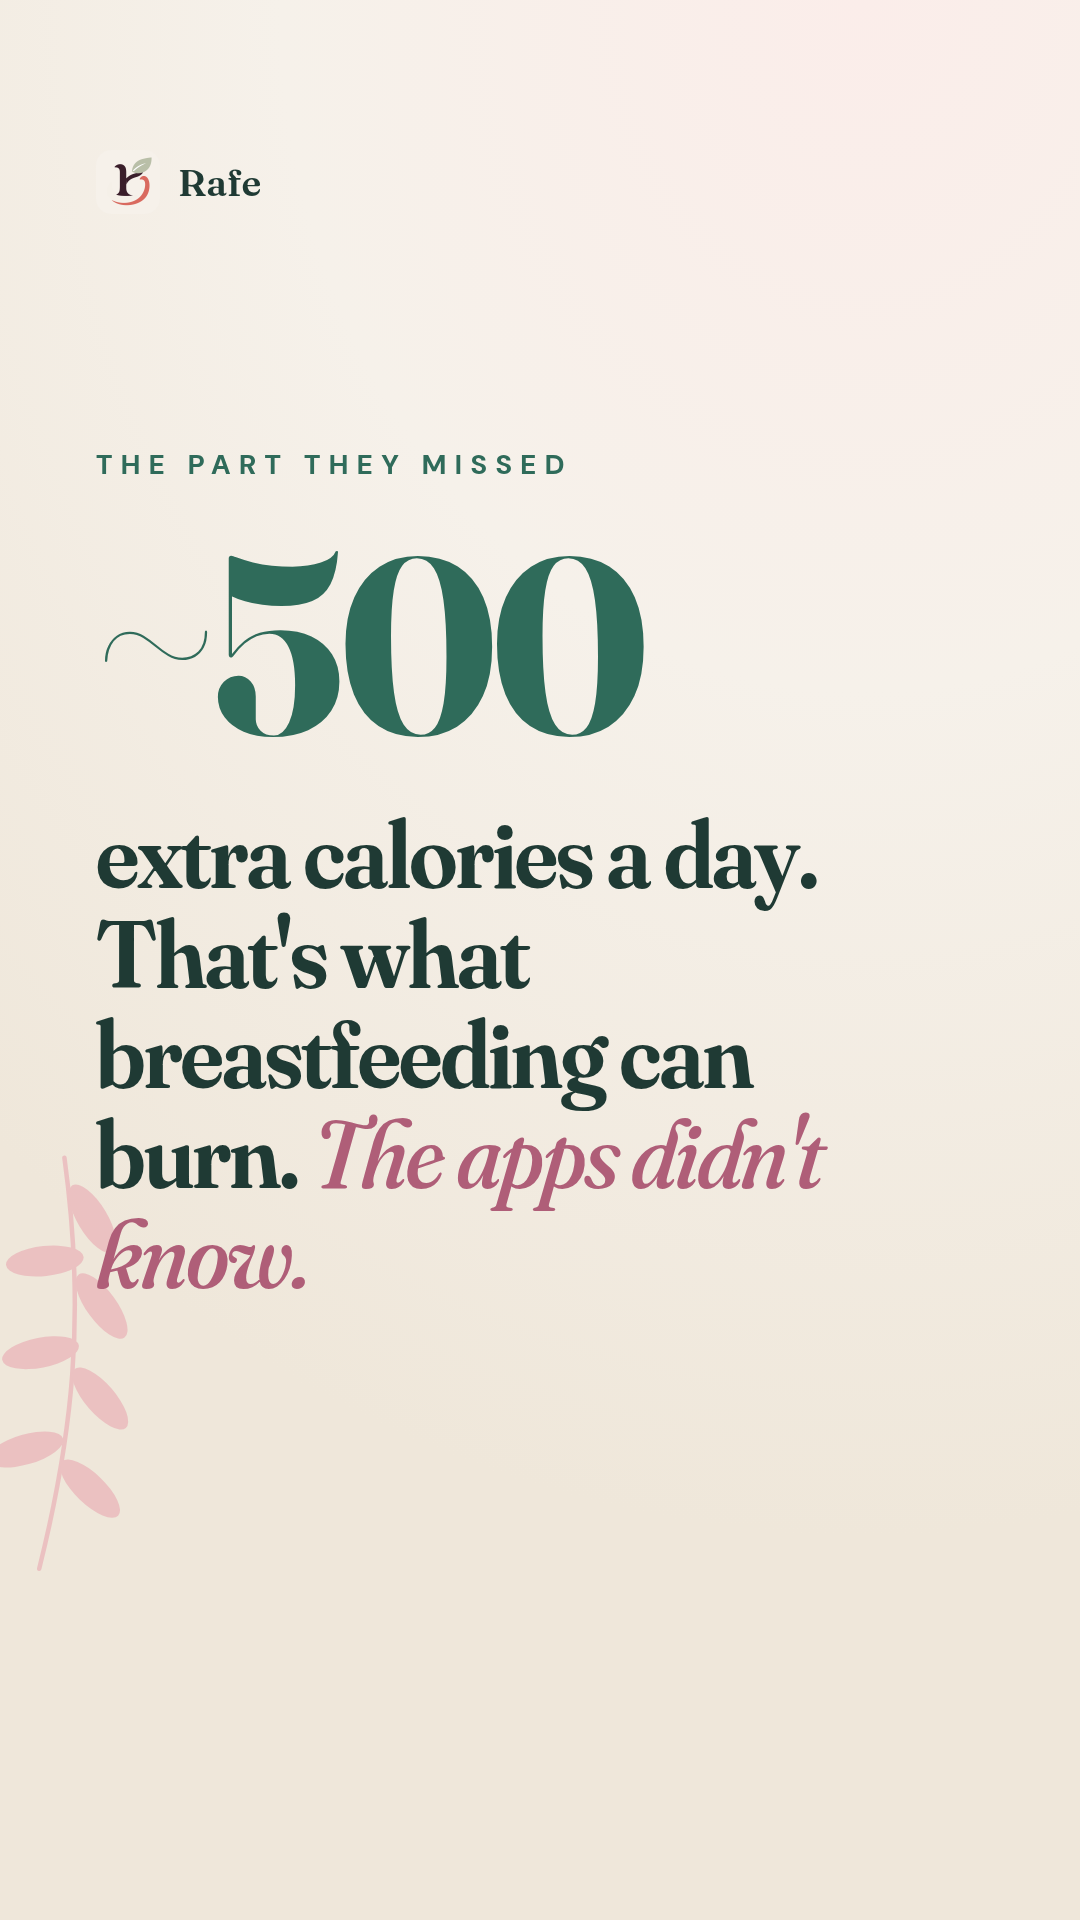 Rafe
THE PART THEY MISSED
~500
extra calories a day.
That's what
breastfeeding can
burn. The apps didn't
know.